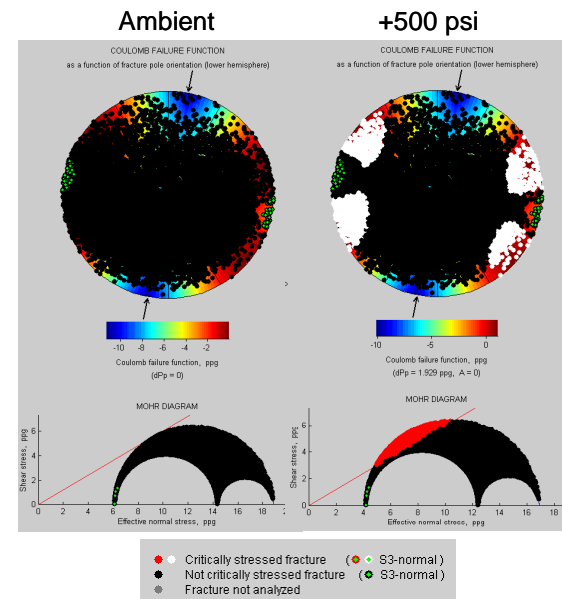 Ambient
+500 psi
COULOMB FAILURE FUNCTION
as a function of fracture pole orientation (lower hemisphere)
COULOMB FAILURE FUNCTION
as a function of fracture pole orientation (lower hemisphere)
-10 -8 -6 -4 -2
Coulomb failure function, ppg
(dPp = 0)
-10 -5 0
Coulomb failure function, ppg
(dPp = 1.929 ppg, A = 0)
MOHR DIAGRAM
Shear stress, ppg
6
4
2
0
0 2 4 6 8 10 12 14 16 18
Effective normal stress, ppg
MOHR DIAGRAM
Shear stress, ppg
6
4
2
0
0 2 4 6 8 10 12 14 16 18
Effective normal stress, ppg
Critically stressed fracture ( S3-normal )
Not critically stressed fracture ( S3-normal )
Fracture not analyzed